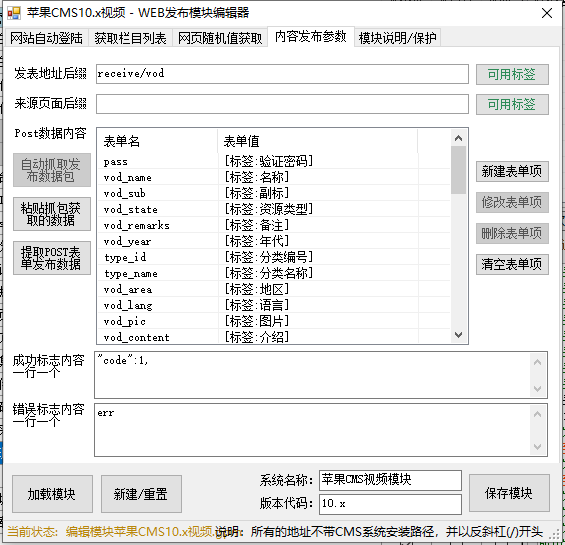 苹果CMS10.x视频 - WEB发布模块编辑器
网站自动登陆 获取栏目列表 网页随机值获取 内容发布参数 模块说明/保护
发表地址后缀 receive/vod 可用标签
来源页面后缀 可用标签
Post数据内容
表单名 表单值
pass [标签:验证密码]
vod_name [标签:名称]
vod_sub [标签:副标]
vod_state [标签:资源类型]
vod_remarks [标签:备注]
vod_year [标签:年代]
type_id [标签:分类编号]
type_name [标签:分类名称]
vod_area [标签:地区]
vod_lang [标签:语言]
vod_pic [标签:图片]
vod_content [标签:介绍]
自动抓取发
布数据包
粘贴抓包获
取的数据
提取POST表
单发布数据
新建表单项
修改表单项
删除表单项
清空表单项
成功标志内容
一行一个
"code":1,
错误标志内容
一行一个
err
加载模块
新建/重置
系统名称: 苹果CMS视频模块
版本代码: 10.x
保存模块
当前状态: 编辑模块苹果CMS10.x视频. 说明: 所有的地址不带CMS系统安装路径，并以反斜杠(/)开头